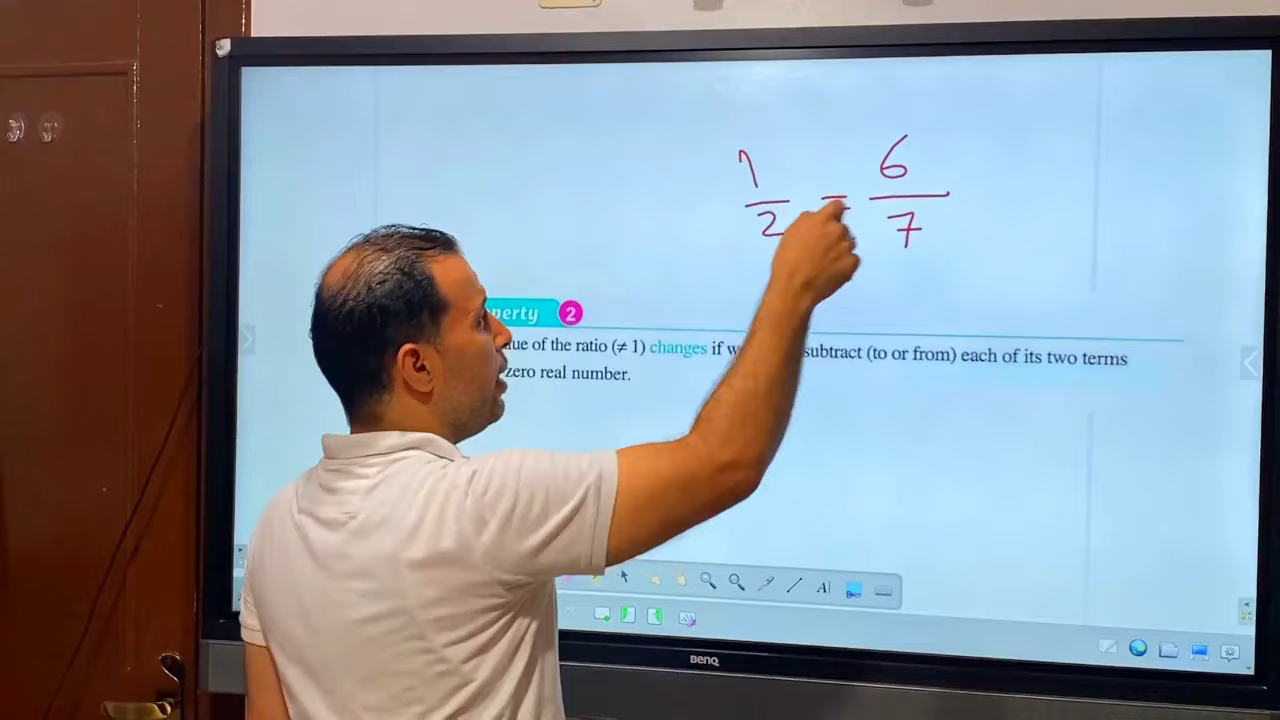 1/2 = 6/7
perty 2
ue of the ratio (≠ 1) changes if subtract (to or from) each of its two terms
zero real number.
A
BenQ